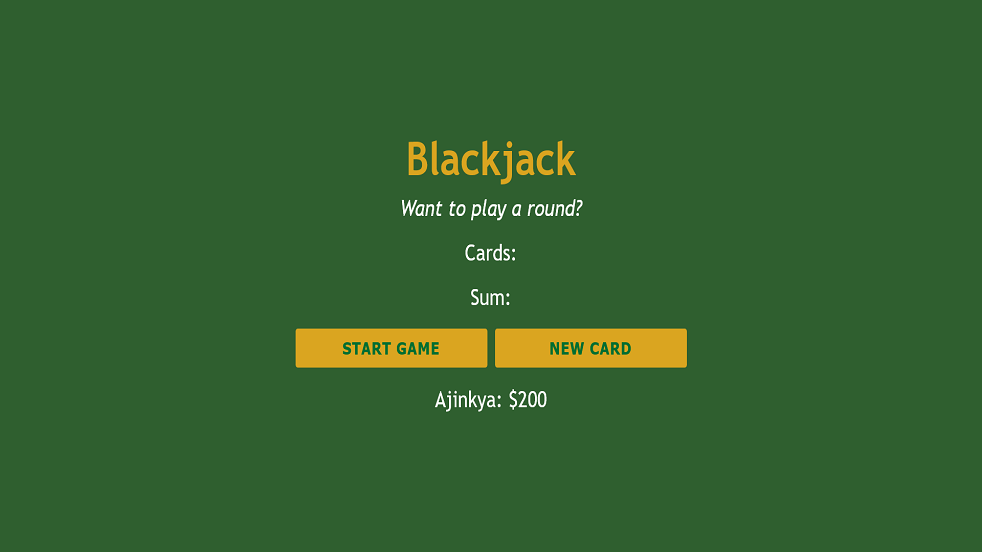 Blackjack
Want to play a round?
Cards:
Sum:
START GAME NEW CARD
Ajinkya: $200